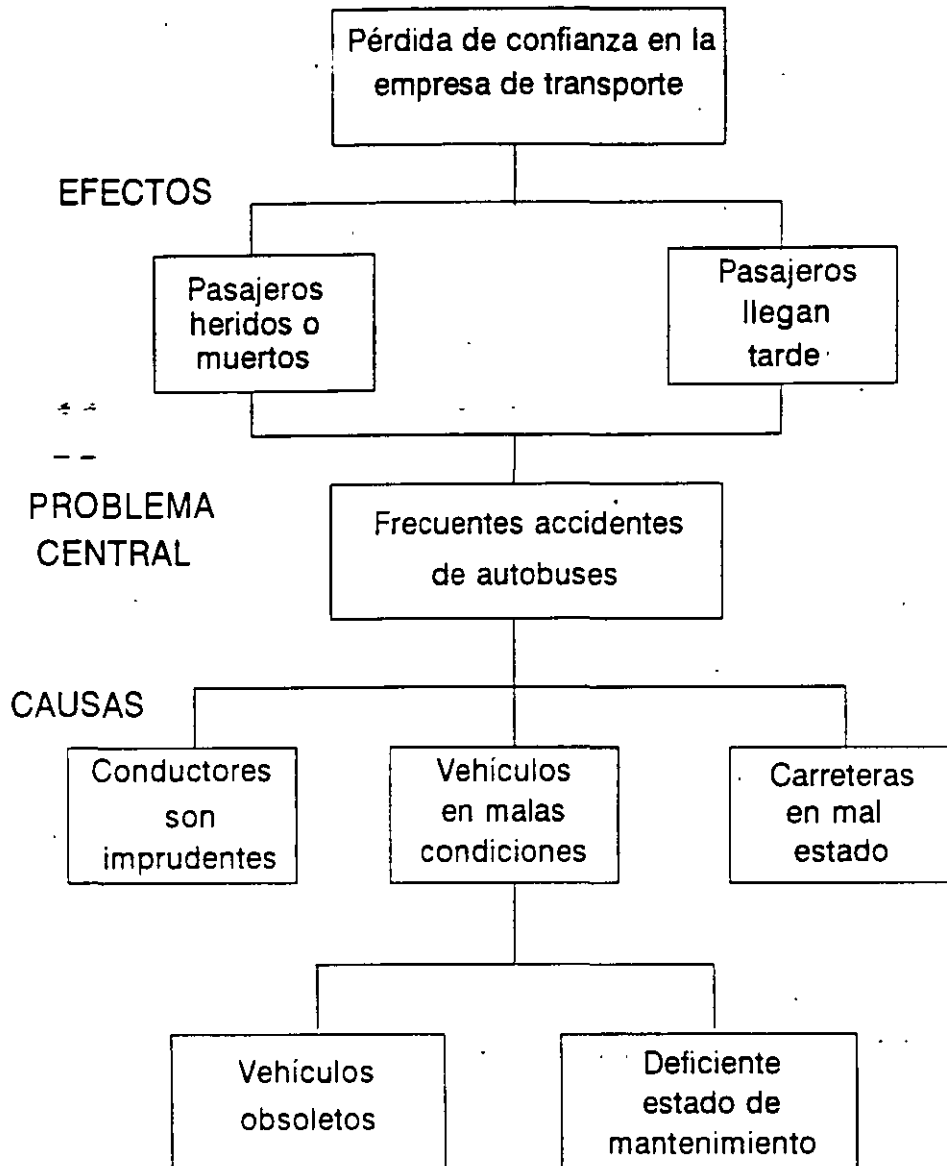 Pérdida de confianza en la
empresa de transporte
EFECTOS
Pasajeros
heridos o
muertos
Pasajeros
llegan
tarde
PROBLEMA
CENTRAL
Frecuentes accidentes
de autobuses
CAUSAS
Conductores
son
imprudentes
Vehículos
en malas
condiciones
Carreteras
en mal
estado
Vehículos
obsoletos
Deficiente
estado de
mantenimiento